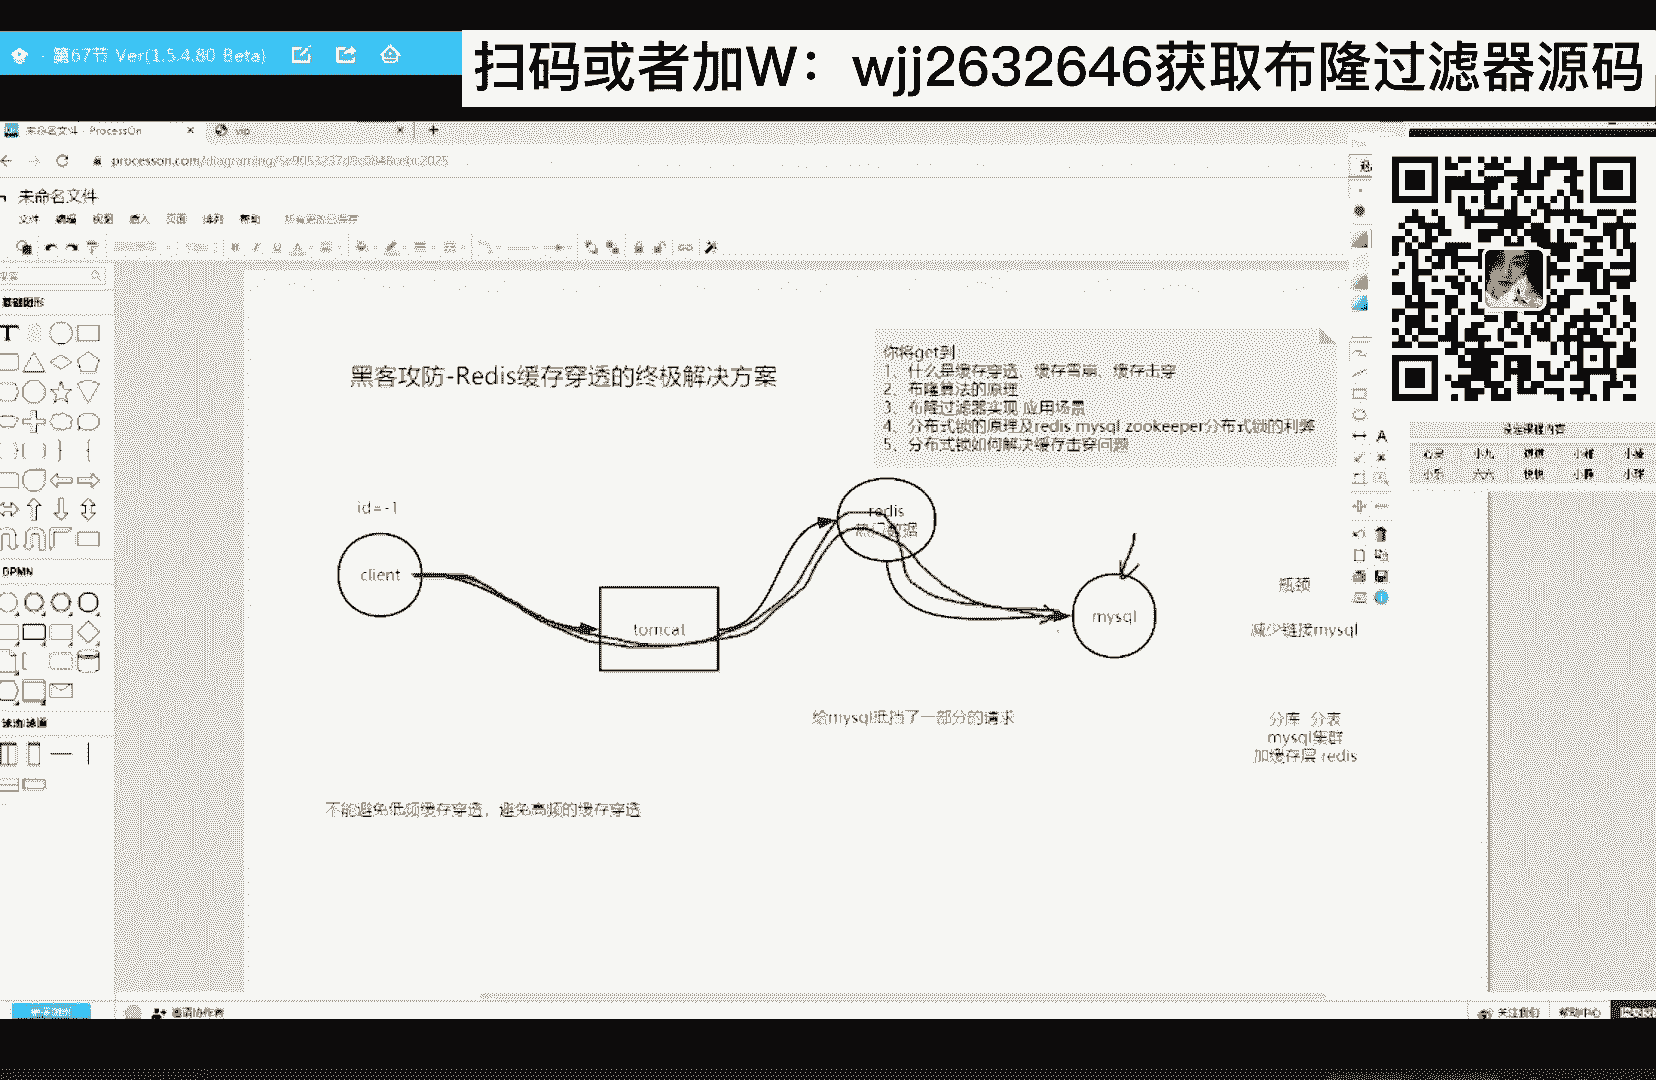 第67节 Ver(1.5.4.80 Beta)
扫码或者加W：wjj2632646获取布隆过滤器源码
未命名文件 - ProcessOn
vip
未命名文件
文件 编辑 视图 插入 页面 排列 帮助
基础图形
黑客攻防-Redis缓存穿透的终极解决方案
你将get到
1、什么是缓存穿透、缓存雪崩、缓存击穿
2、布隆算法的原理
3、布隆过滤器实现 应用场景
4、分布式锁的原理及redis mysql zookeeper分布式锁的利弊
5、分布式锁如何解决缓存击穿问题
id=-1
client
tomcat
redis
热门数据
mysql
瓶颈
减少链接mysql
给mysql抵挡了一部分的请求
分库 分表
mysql集群
加缓存层 redis
不能避免低频缓存穿透，避免高频的缓存穿透
BPMN
泳池/泳道
邀请协作者
关注我们 帮助中心